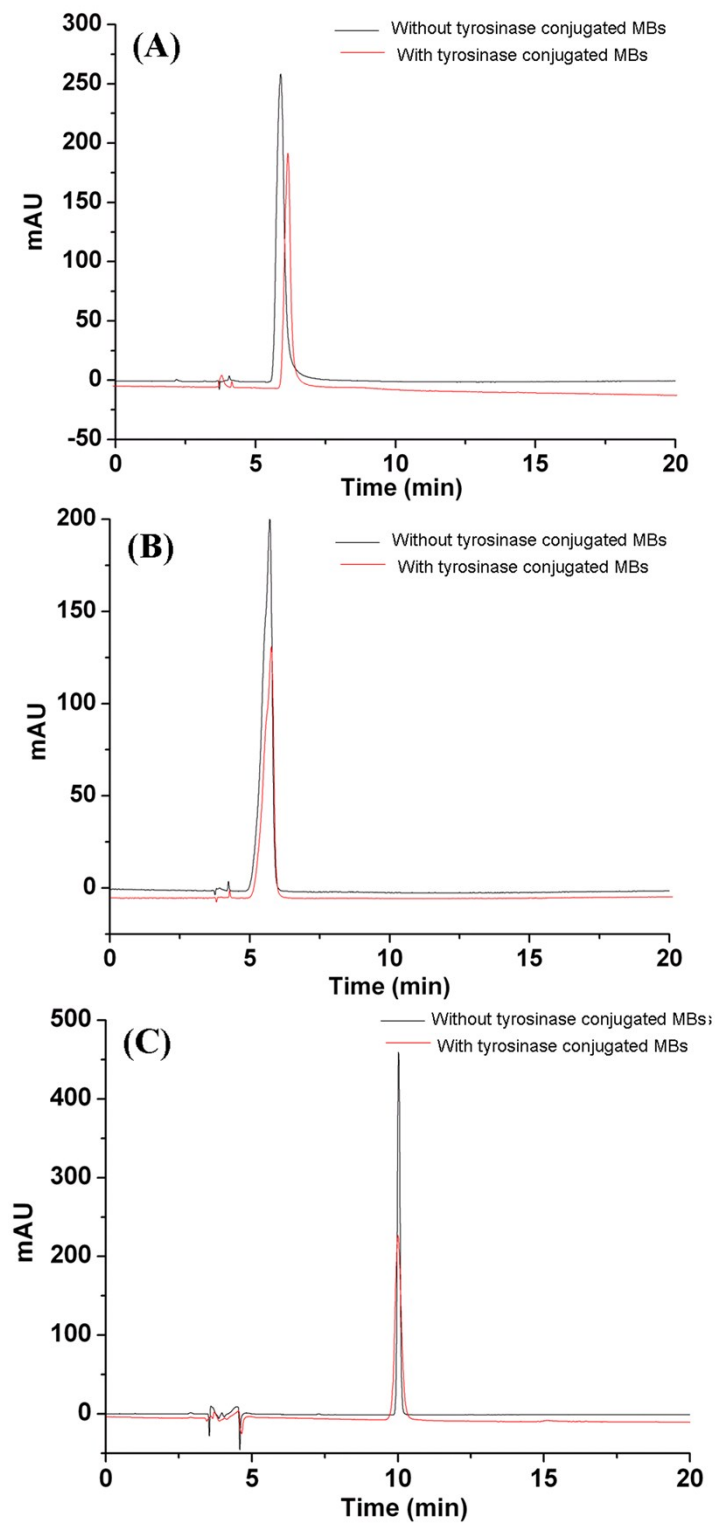 (A)
Without tyrosinase conjugated MBs
With tyrosinase conjugated MBs
300
250
200
150
100
50
0
-50
mAU
0 5 10 15 20
Time (min)
(B)
Without tyrosinase conjugated MBs
With tyrosinase conjugated MBs
200
150
100
50
0
mAU
0 5 10 15 20
Time (min)
(C)
Without tyrosinase conjugated MBs;
With tyrosinase conjugated MBs
500
400
300
200
100
0
mAU
0 5 10 15 20
Time (min)